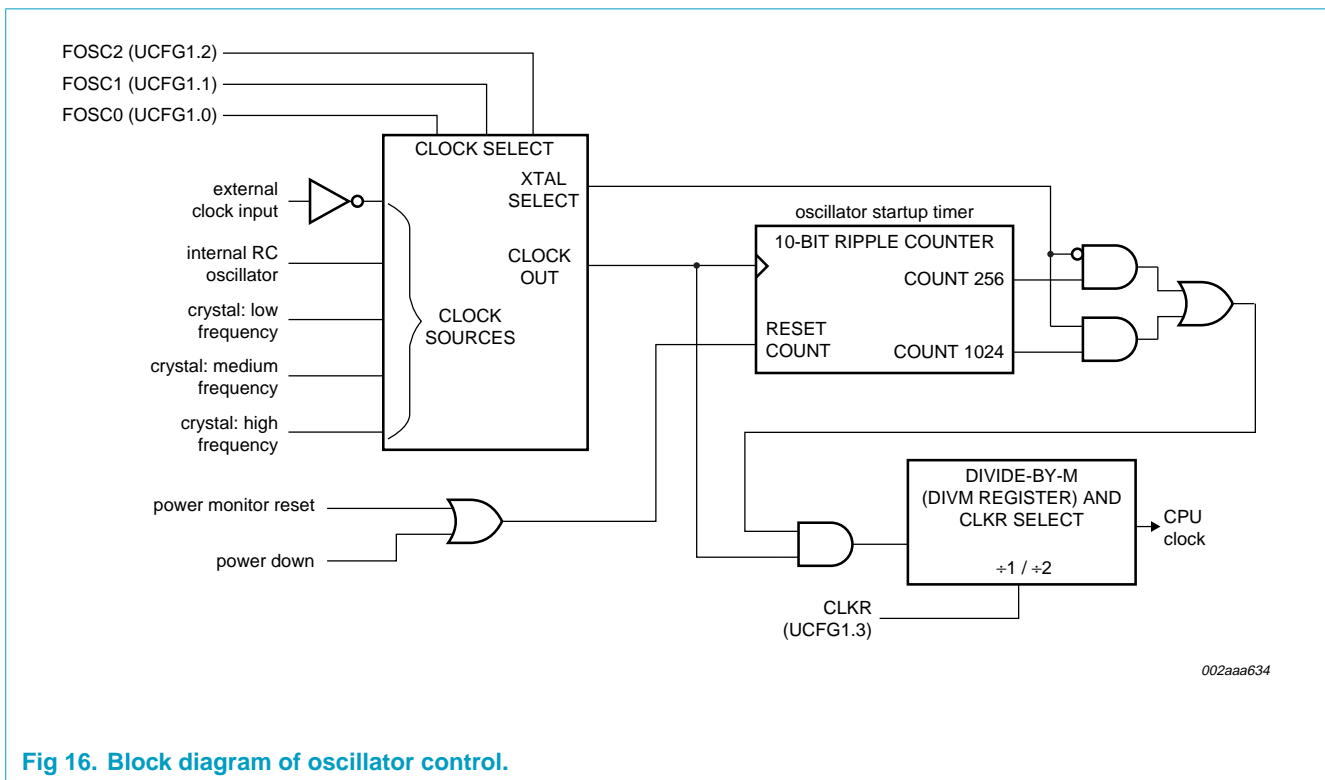 FOSC2 (UCFG1.2)
FOSC1 (UCFG1.1)
FOSC0 (UCFG1.0)
CLOCK SELECT
XTAL
SELECT
external
clock input
internal RC
oscillator
CLOCK
OUT
crystal: low
frequency
CLOCK
SOURCES
crystal: medium
frequency
crystal: high
frequency
oscillator startup timer
10-BIT RIPPLE COUNTER
COUNT 256
RESET
COUNT
COUNT 1024
power monitor reset
power down
DIVIDE-BY-M
(DIVM REGISTER) AND
CLKR SELECT
÷1 / ÷2
CPU
clock
CLKR
(UCFG1.3)
002aaa634
Fig 16. Block diagram of oscillator control.